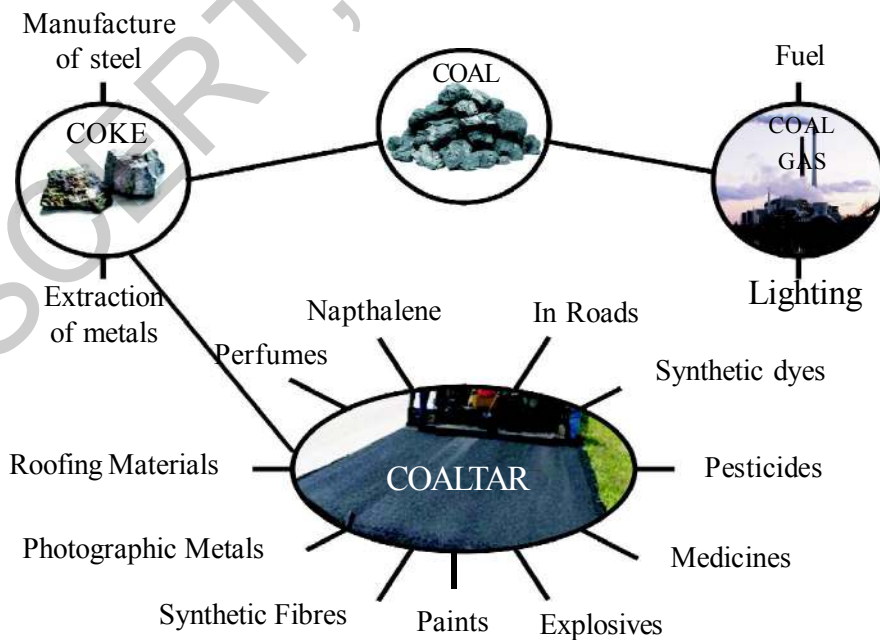 Manufacture
of steel
COKE
Extraction
of metals
COAL
Fuel
COAL
GAS
Lighting
Napthalene
In Roads
Perfumes
Synthetic dyes
Roofing Materials
COALTAR
Pesticides
Photographic Metals
Medicines
Synthetic Fibres
Paints
Explosives
SCERT,